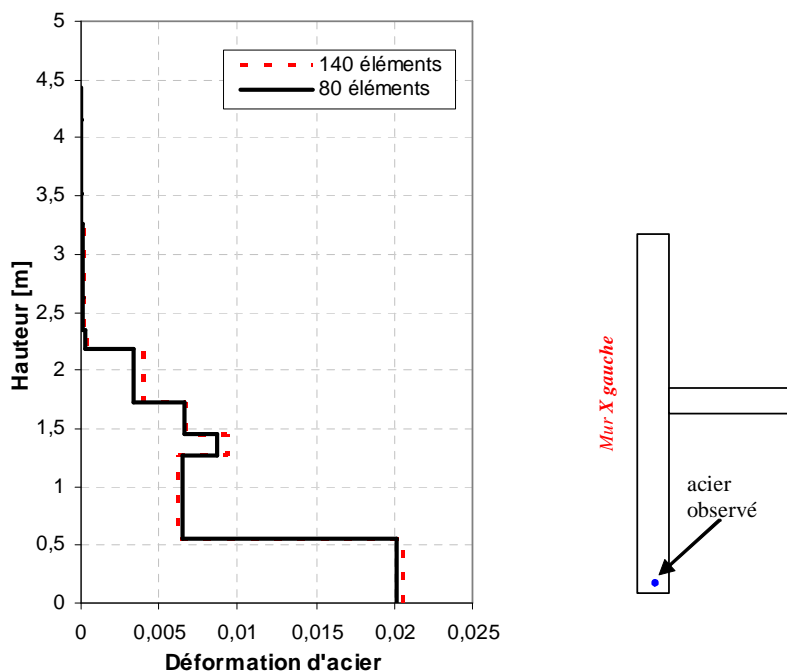 5
4,5
4
3,5
3
2,5
2
1,5
1
0,5
0
Hauteur [m]
140 éléments
80 éléments
0
0,005
0,01
0,015
0,02
0,025
Déformation d'acier
Mur X gauche
acier
observé